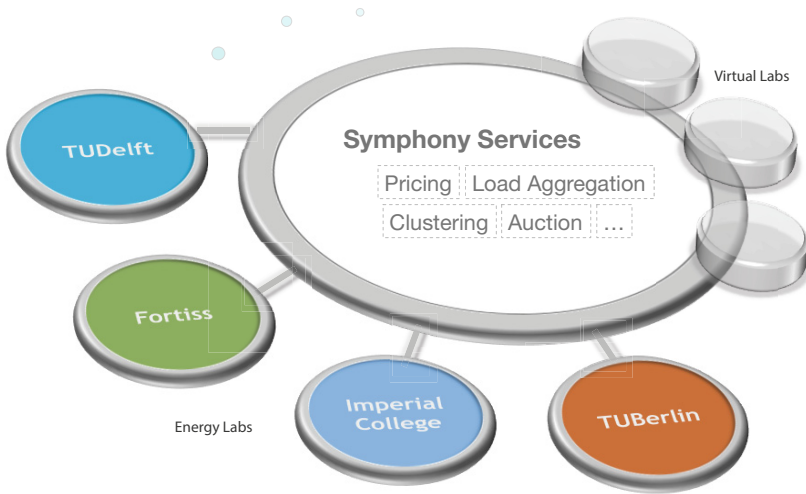 Virtual Labs
Symphony Services
Pricing Load Aggregation
Clustering Auction ...
TUDelft
Fortiss
Imperial
College
TUBerlin
Energy Labs